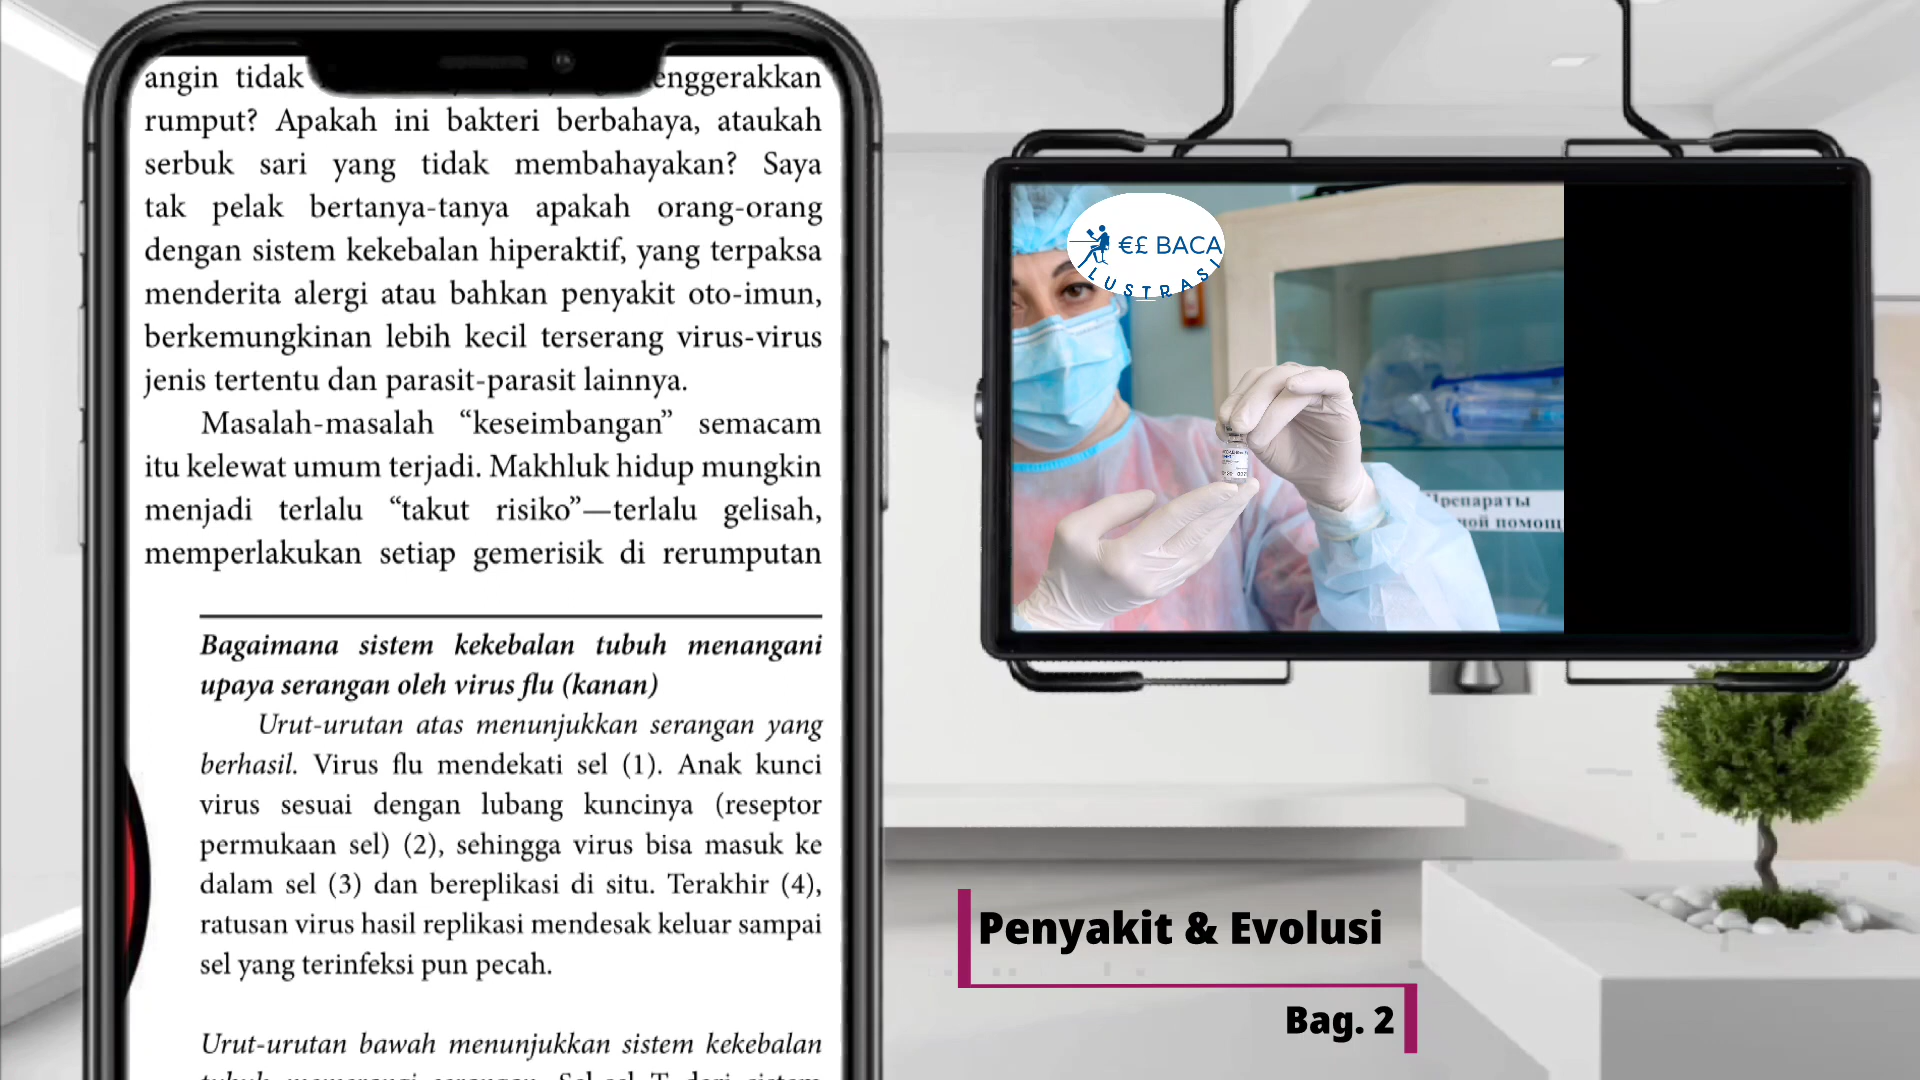 angin tidak enggerakkan
rumput? Apakah ini bakteri berbahaya, ataukah
serbuk sari yang tidak membahayakan? Saya
tak pelak bertanya-tanya apakah orang-orang
dengan sistem kekebalan hiperaktif, yang terpaksa
menderita alergi atau bahkan penyakit oto-imun,
berkemungkinan lebih kecil terserang virus-virus
jenis tertentu dan parasit-parasit lainnya.
Masalah-masalah “keseimbangan” semacam
itu kelewat umum terjadi. Makhluk hidup mungkin
menjadi terlalu “takut risiko”—terlalu gelisah,
memperlakukan setiap gemerisik di rerumputan
Bagaimana sistem kekebalan tubuh menangani
upaya serangan oleh virus flu (kanan)
Urut-urutan atas menunjukkan serangan yang
berhasil. Virus flu mendekati sel (1). Anak kunci
virus sesuai dengan lubang kuncinya (reseptor
permukaan sel) (2), sehingga virus bisa masuk ke
dalam sel (3) dan bereplikasi di situ. Terakhir (4),
ratusan virus hasil replikasi mendesak keluar sampai
sel yang terinfeksi pun pecah.
Urut-urutan bawah menunjukkan sistem kekebalan
€£ BACA
ILUSTRASI
Препараты
ной помощ
Penyakit & Evolusi
Bag. 2